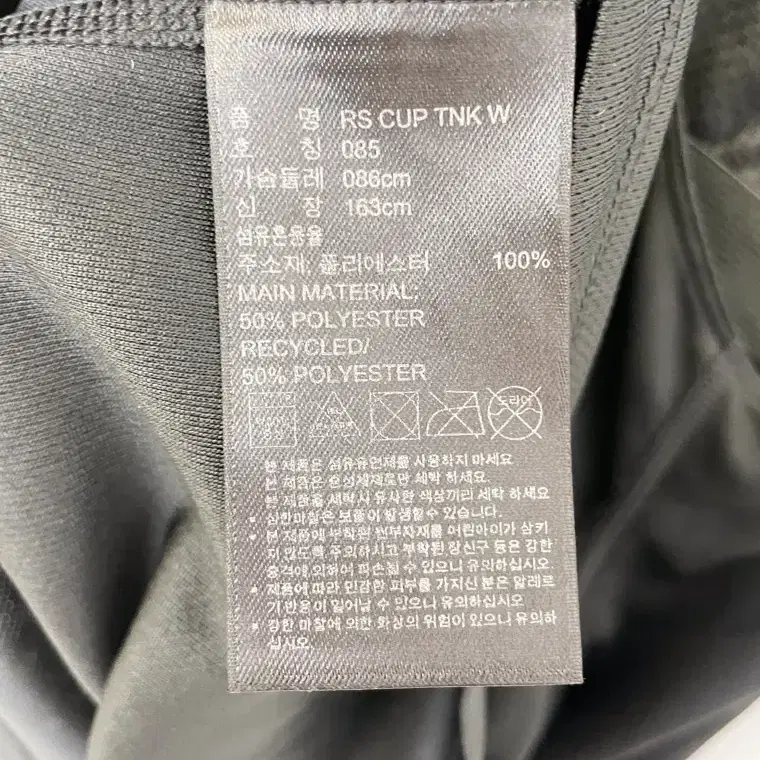 품 명 RS CUP TNK W
호 칭 085
가슴둘레 086cm
신 장 163cm
섬유혼용율
주소재: 폴리에스터 100%
MAIN MATERIAL:
50% POLYESTER
RECYCLED/
50% POLYESTER
드라이
본 제품은 섬유유연제를 사용하지 마세요
본 제품은 중성세제로만 세탁 하세요.
본 제품을 세탁시 유사한 색상끼리 세탁 하세요
• 심한마찰은 보풀이 발생할수 있습니다.
• 본 제품에 부착된 원부자재를 어린아이가 삼키
지 않도록 주의하시고 부착된 장신구 등은 강한
충격에 의하여 파손될 수 있으니 유의하십시오.
• 제품에 따라 민감한 피부를 가지신 분은 알레르
기 반응이 일어날 수 있으니 유의하십시오
• 강한 마찰에 의한 화상의 위험이 있으니 유의하
십시오.